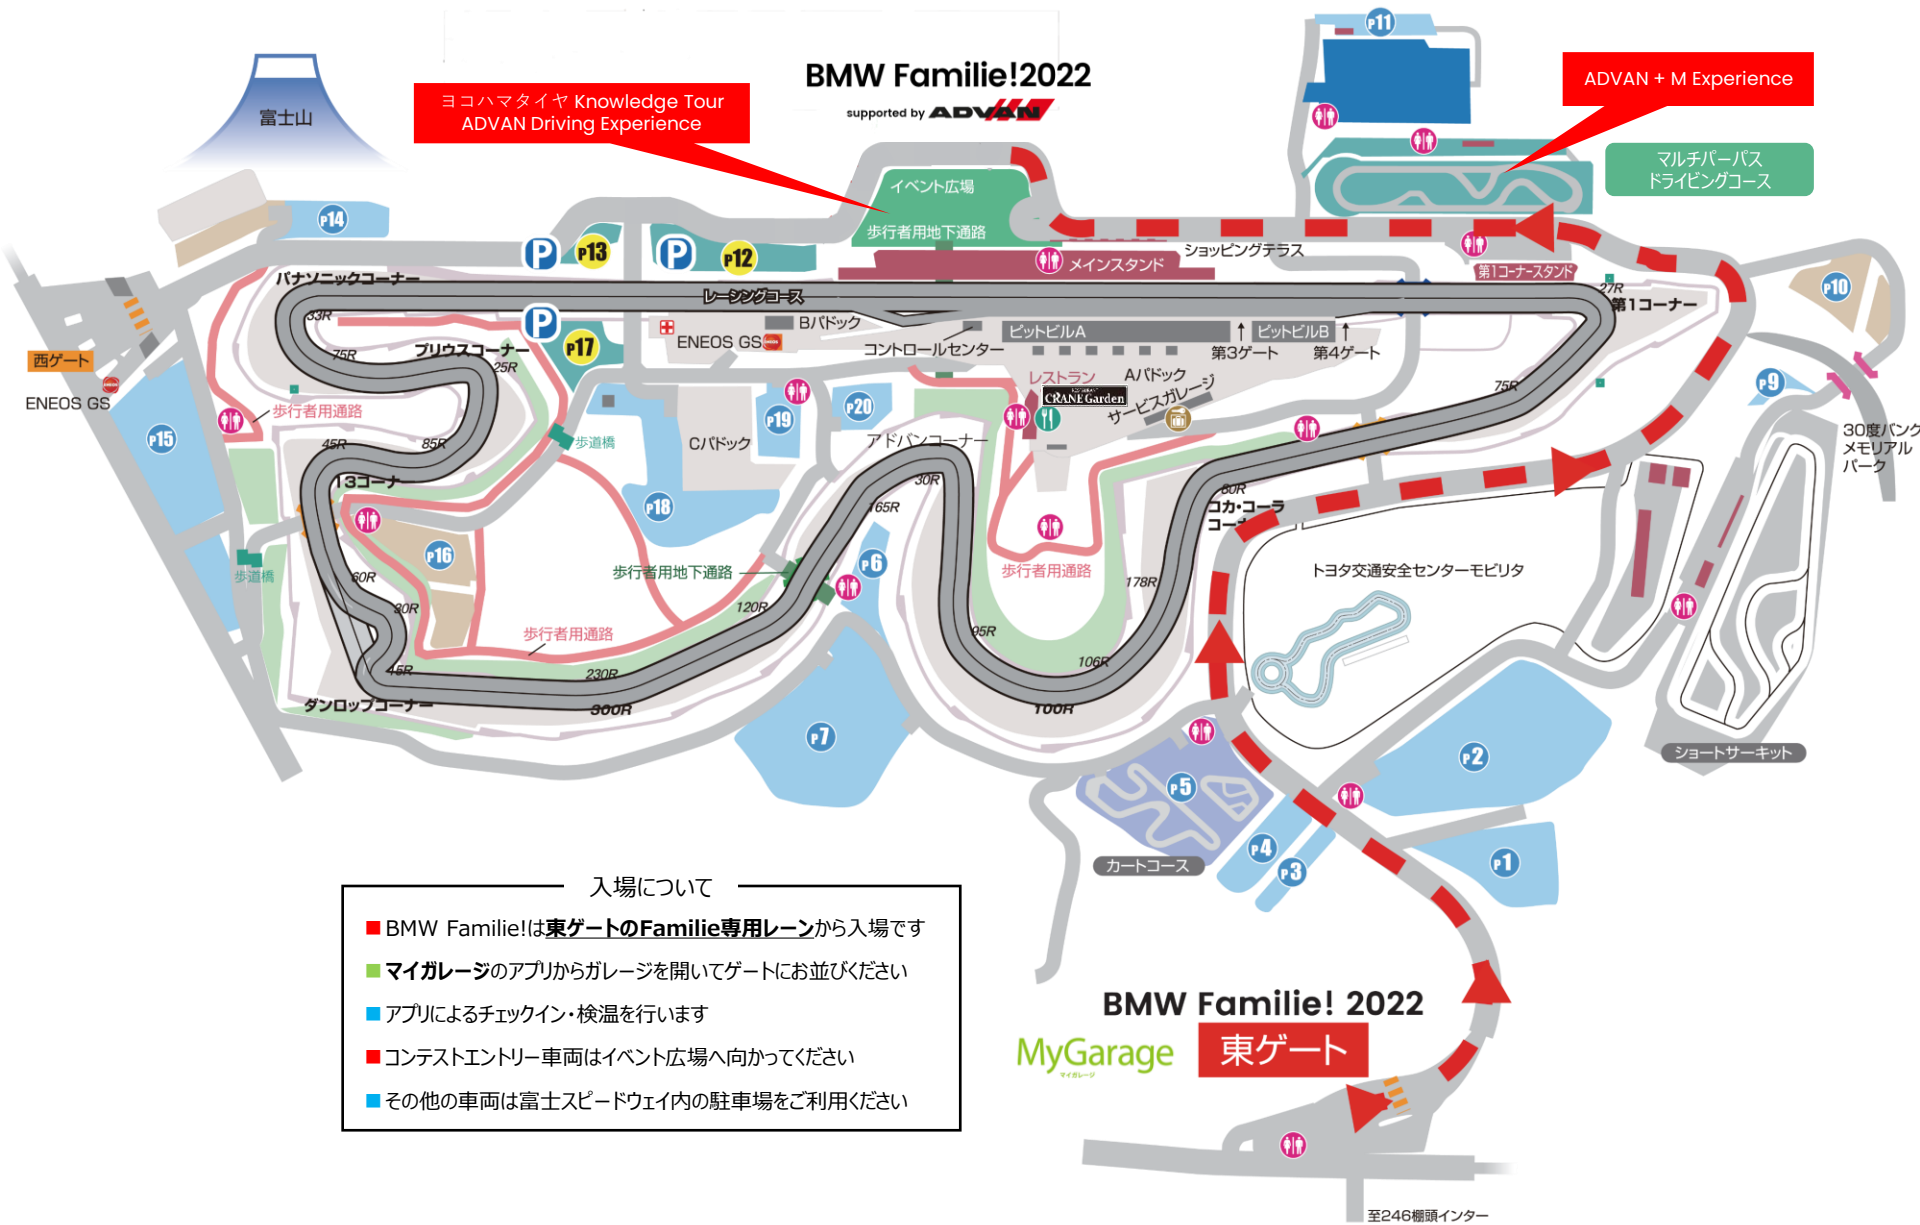 P11
BMW Familie!2022
supported by ADVAN
ヨコハマタイヤ Knowledge Tour
ADVAN Driving Experience
ADVAN + M Experience
富士山
マルチパーパス
ドライビングコース
イベント広場
歩行者用地下通路
P14
P
P13
P
P12
メインスタンド
ショッピングテラス
第1コーナースタンド
パナソニックコーナー
レーシングコース
27R
第1コーナー
P10
33R
P
P17
プリウスコーナー
75R
25R
Bパドック
ENEOS GS
コントロールセンター
ピットビルA
ピットビルB
第3ゲート
第4ゲート
西ゲート
ENEOS GS
レストラン
RESTAURANT
CRANE Garden
Aパドック
サービスガレージ
75R
P9
P15
歩行者用通路
45R
85R
歩道橋
Cパドック
P19
P20
アドバンコーナー
30R
165R
30度バンク
メモリアル
パーク
13コーナー
P18
80R
コカ・コーラ
コーナー
歩道橋
P16
60R
30R
歩行者用地下通路
120R
P6
歩行者用通路
178R
トヨタ交通安全センターモビリタ
歩行者用通路
95R
106R
45R
230R
ダンロップコーナー
300R
100R
P7
P5
P2
ショートサーキット
P4
P3
P1
カートコース
入場について
BMW Familie!は東ゲートのFamilie専用レーンから入場です
マイガレージのアプリからガレージを開いてゲートにお並びください
アプリによるチェックイン・検温を行います
コンテストエントリー車両はイベント広場へ向かってください
その他の車両は富士スピードウェイ内の駐車場をご利用ください
BMW Familie! 2022
MyGarage
マイガレージ
東ゲート
至246棚頭インター